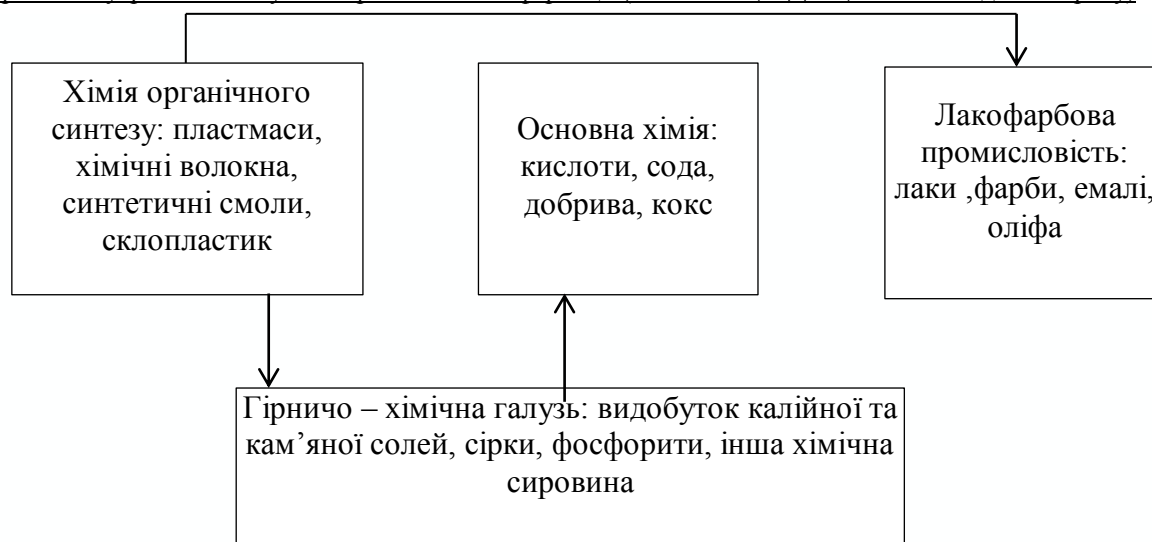 Хімія органічного
синтезу: пластмаси,
хімічні волокна,
синтетичні смоли,
склопластик
Основна хімія:
кислоти, сода,
добрива, кокс
Лакофарбова
промисловість:
лаки ,фарби, емалі,
оліфа
Гірничо – хімічна галузь: видобуток калійної та
кам’яної солей, сірки, фосфорити, інша хімічна
сировина